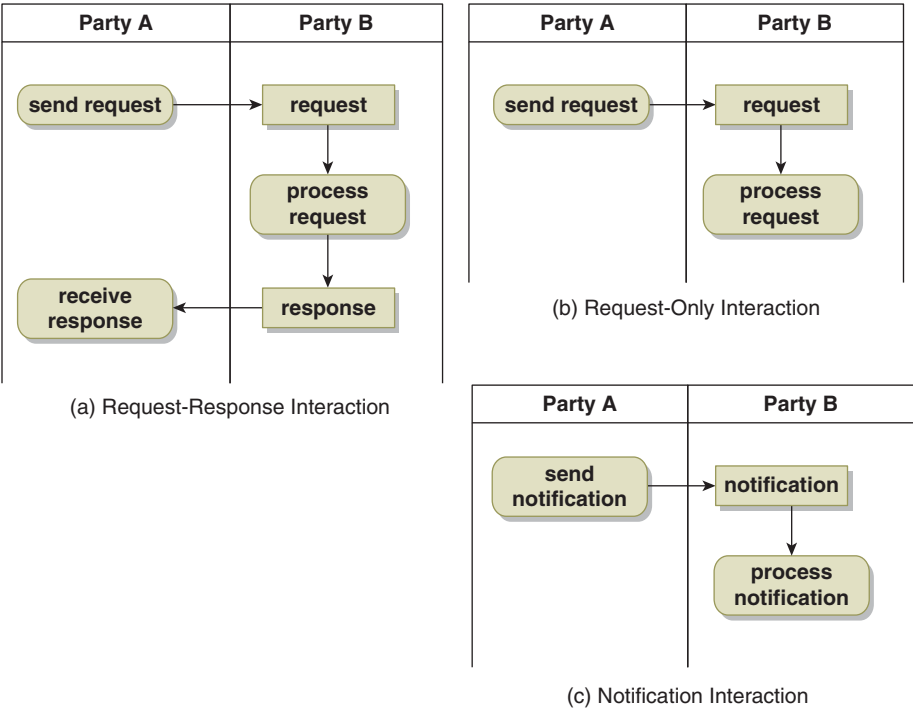 Party A
Party B
send request
request
process
request
receive
response
response
(a) Request-Response Interaction
Party A
Party B
send request
request
process
request
(b) Request-Only Interaction
Party A
Party B
send
notification
notification
process
notification
(c) Notification Interaction